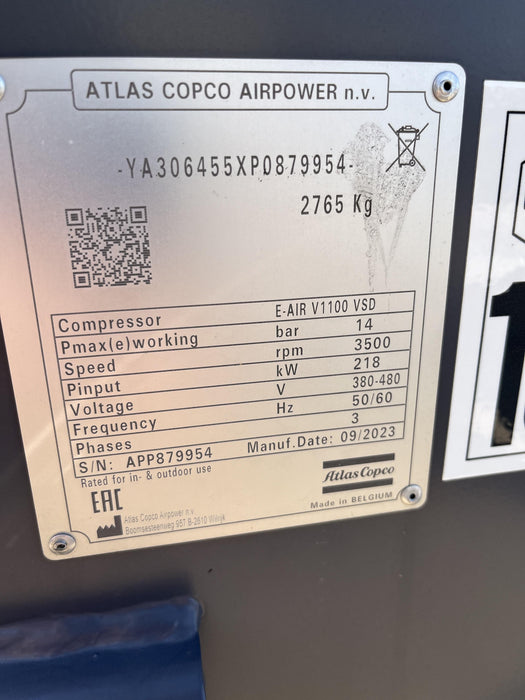 ATLAS COPCO AIRPOWER n.v.
-YA306455XP0879954-
2765 Kg
Compressor E-AIR V1100 VSD
Pmax(e)working bar 14
Speed rpm 3500
Pinput kW 218
Voltage V 380-480
Frequency Hz 50/60
Phases 3
S/N: APP879954 Manuf.Date: 09/2023
Rated for in- & outdoor use
EAC
Atlas Copco
Atlas Copco Airpower n.v.
Boomsesteenweg 957 B-2610 Wilrijk
Made in BELGIUM